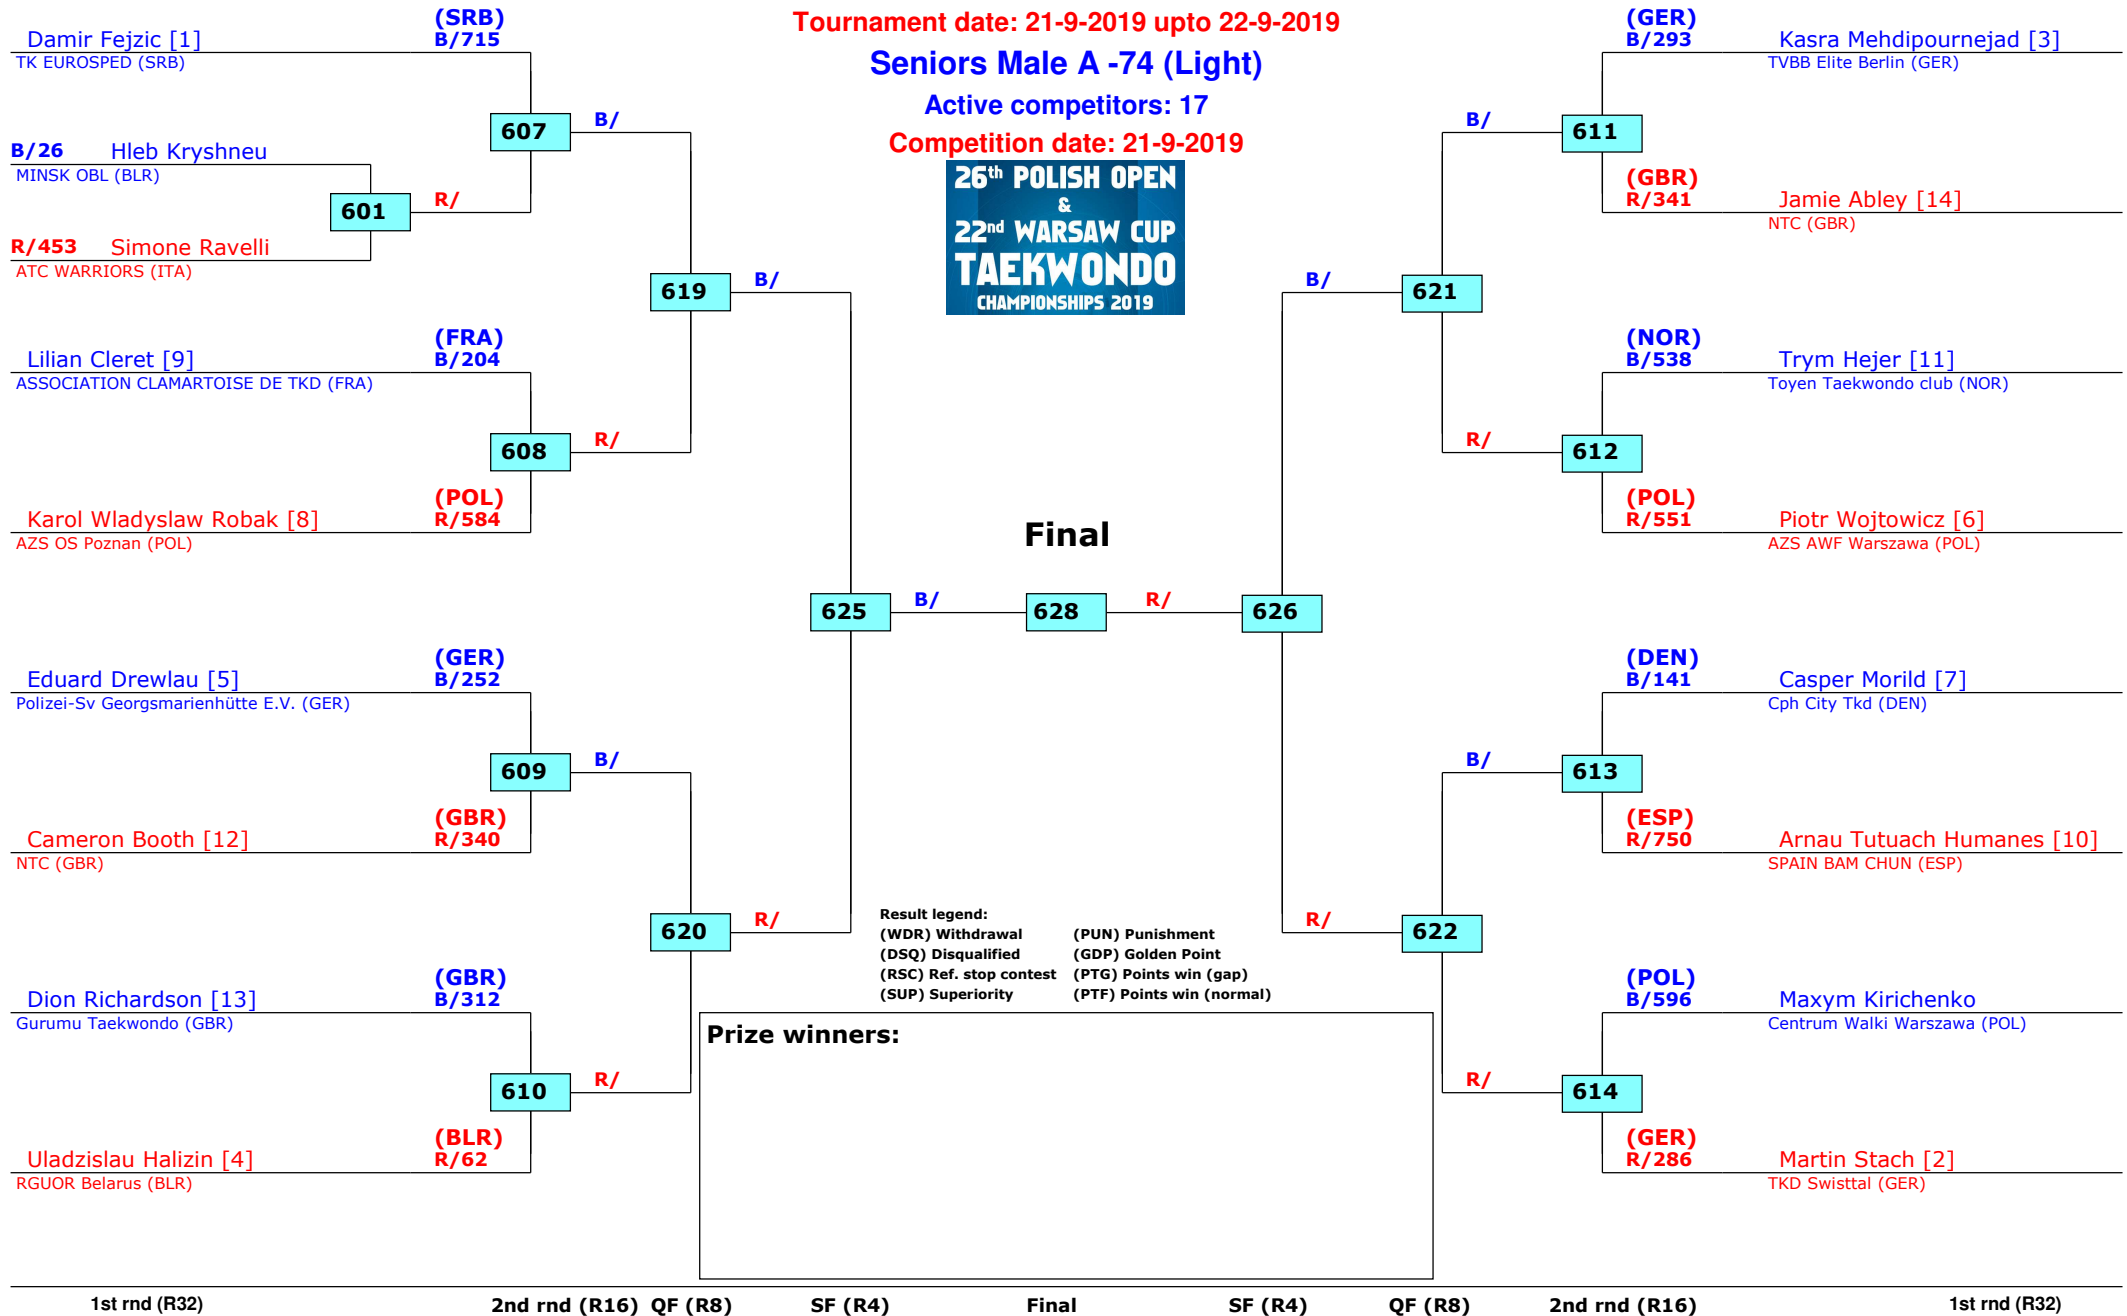 Tournament date: 21-9-2019 upto 22-9-2019
Seniors Male A -74 (Light)
Active competitors: 17
Competition date: 21-9-2019
26th POLISH OPEN
&
22nd WARSAW CUP
TAEKWONDO
CHAMPIONSHIPS 2019
(SRB)
Damir Fejzic [1] B/715
TK EUROSPED (SRB)
607 B/
B/26 Hleb Kryshneu
MINSK OBL (BLR)
601 R/
R/453 Simone Ravelli
ATC WARRIORS (ITA)
619 B/
(FRA)
Lilian Cleret [9] B/204
ASSOCIATION CLAMARTOISE DE TKD (FRA)
608 R/
(POL)
Karol Wladyslaw Robak [8] R/584
AZS OS Poznan (POL)
(GER)
Eduard Drewlau [5] B/252
Polizei-Sv Georgsmarienhütte E.V. (GER)
609 B/
(GBR)
Cameron Booth [12] R/340
NTC (GBR)
620 R/
(GBR)
Dion Richardson [13] B/312
Gurumu Taekwondo (GBR)
610 R/
(BLR)
Uladzislau Halizin [4] R/62
RGUOR Belarus (BLR)
Final
625 B/ 628 R/ 626
(GER)
B/293 Kasra Mehdipournejad [3]
TVBB Elite Berlin (GER)
B/ 611
(GBR)
R/341 Jamie Abley [14]
NTC (GBR)
B/ 621
(NOR)
B/538 Trym Hejer [11]
Toyen Taekwondo club (NOR)
R/ 612
(POL)
R/551 Piotr Wojtowicz [6]
AZS AWF Warszawa (POL)
(DEN)
B/141 Casper Morild [7]
Cph City Tkd (DEN)
B/ 613
(ESP)
R/750 Arnau Tutuach Humanes [10]
SPAIN BAM CHUN (ESP)
R/ 622
(POL)
B/596 Maxym Kirichenko
Centrum Walki Warszawa (POL)
R/ 614
(GER)
R/286 Martin Stach [2]
TKD Swisttal (GER)
Result legend:
(WDR) Withdrawal (PUN) Punishment
(DSQ) Disqualified (GDP) Golden Point
(RSC) Ref. stop contest (PTG) Points win (gap)
(SUP) Superiority (PTF) Points win (normal)
Prize winners:
1st rnd (R32) 2nd rnd (R16) QF (R8) SF (R4) Final SF (R4) QF (R8) 2nd rnd (R16) 1st rnd (R32)